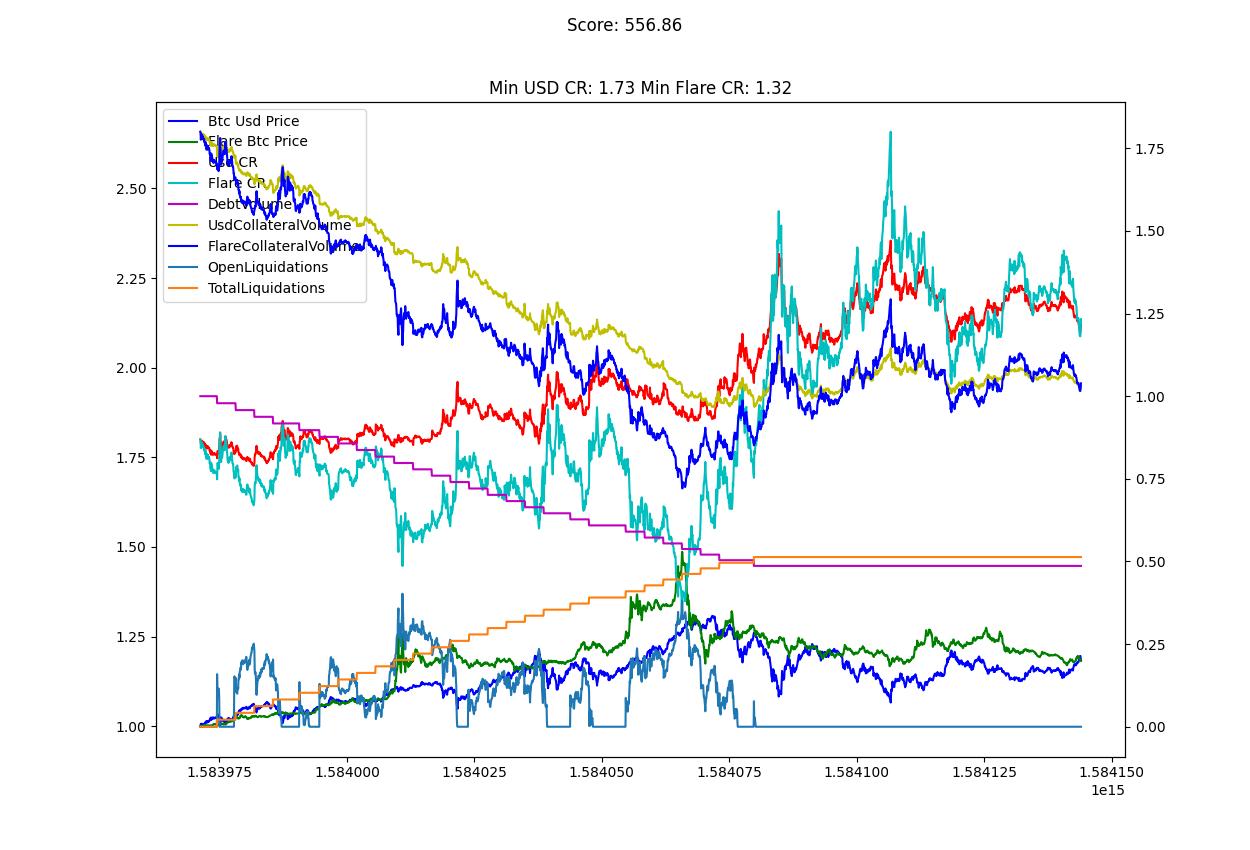 Score: 556.86
Min USD CR: 1.73 Min Flare CR: 1.32
Btc Usd Price
Flare Btc Price
Usd CR
Flare CR
DebtVolume
UsdCollateralVolume
FlareCollateralVolume
OpenLiquidations
TotalLiquidations
2.50
2.25
2.00
1.75
1.50
1.25
1.00
1.75
1.50
1.25
1.00
0.75
0.50
0.25
0.00
1.583975
1.584000
1.584025
1.584050
1.584075
1.584100
1.584125
1.584150
1e15